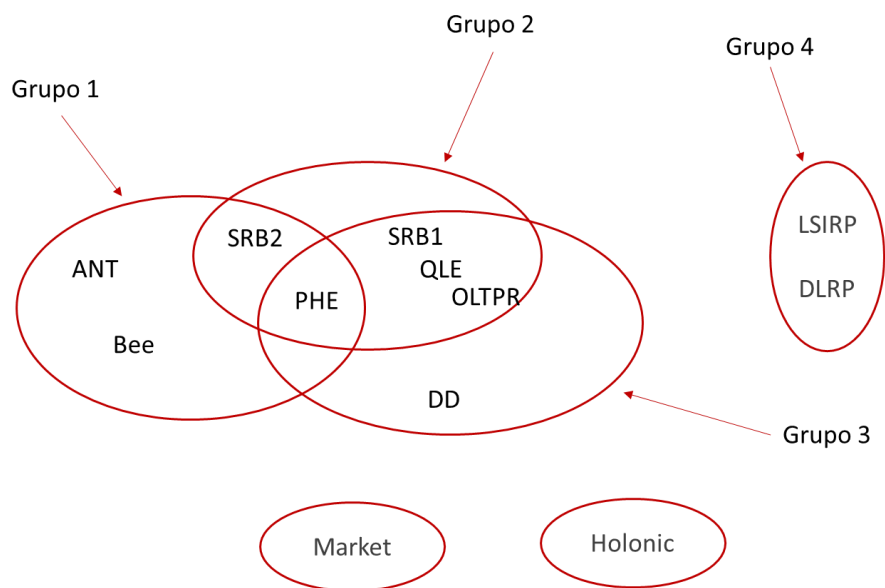 Grupo 1
Grupo 2
Grupo 4
ANT
Bee
SRB2
PHE
SRB1
QLE
OLTPR
DD
LSIRP
DLRP
Grupo 3
Market
Holonic